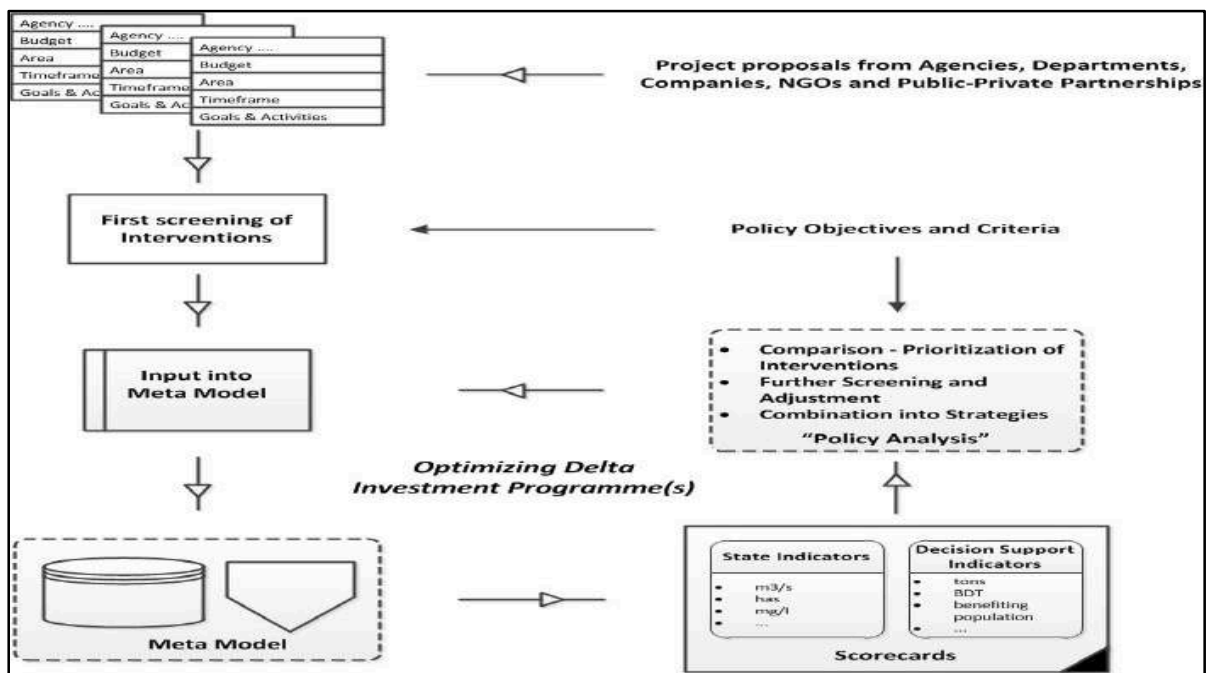 Agency ....
Budget
Area
Timeframe
Goals & Ac
Agency ....
Budget
Area
Timeframe
Goals & Ac
Agency ....
Budget
Area
Timeframe
Goals & Activities
Project proposals from Agencies, Departments,
Companies, NGOs and Public-Private Partnerships
First screening of
Interventions
Policy Objectives and Criteria
Input into
Meta Model
• Comparison - Prioritization of
Interventions
• Further Screening and
Adjustment
• Combination into Strategies
“Policy Analysis”
Optimizing Delta
Investment Programme(s)
Meta Model
State Indicators
• m3/s
• has
• mg/l
• ...
Decision Support
Indicators
• tons
• BDT
• benefiting
population
• ...
Scorecards